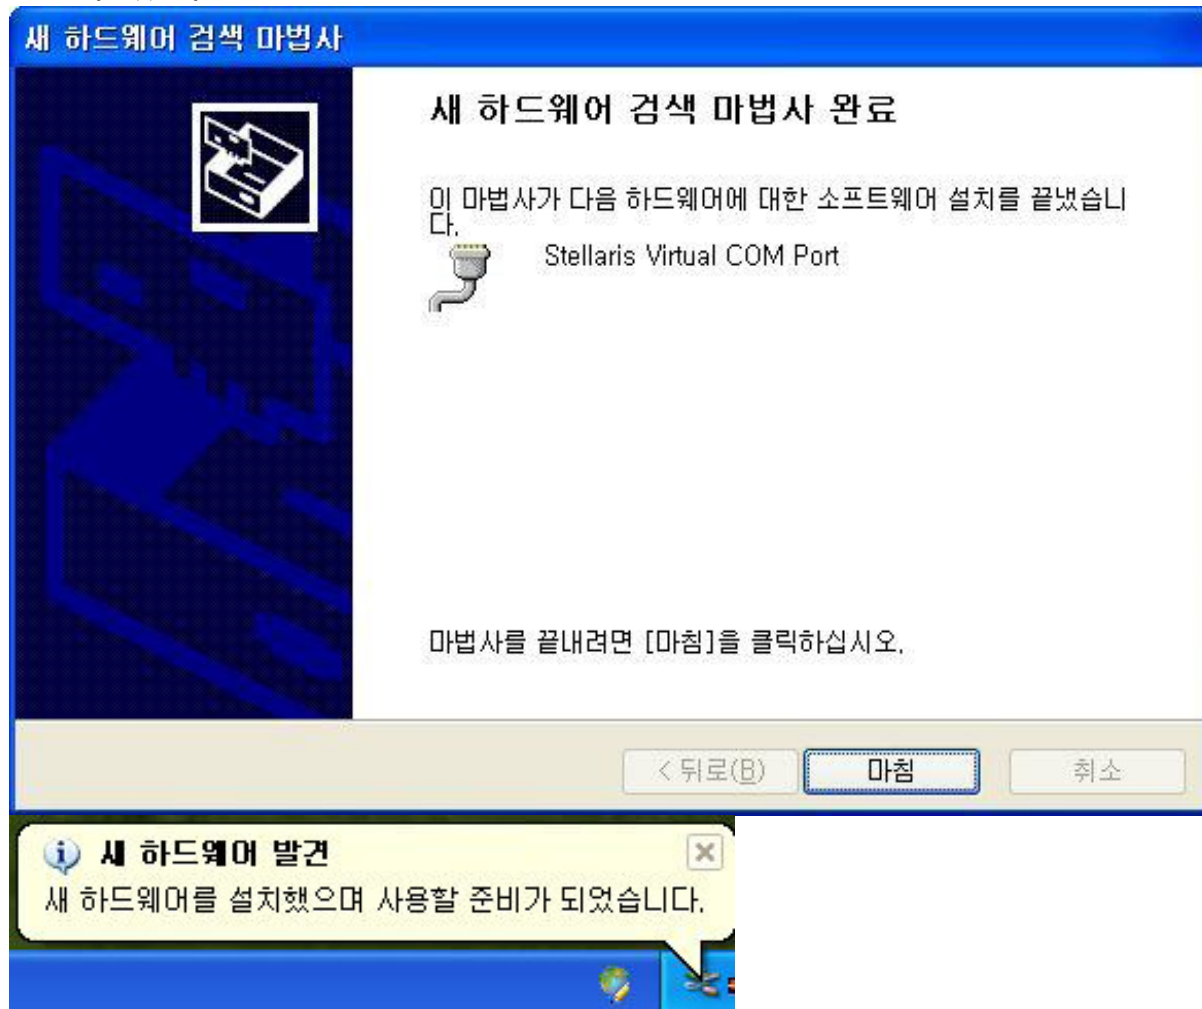 새 하드웨어 검색 마법사
새 하드웨어 검색 마법사 완료
이 마법사가 다음 하드웨어에 대한 소프트웨어 설치를 끝냈습니
다.
Stellaris Virtual COM Port
마법사를 끝내려면 [마침]을 클릭하십시오.
< 뒤로(B) 마침 취소
새 하드웨어 발견
새 하드웨어를 설치했으며 사용할 준비가 되었습니다.